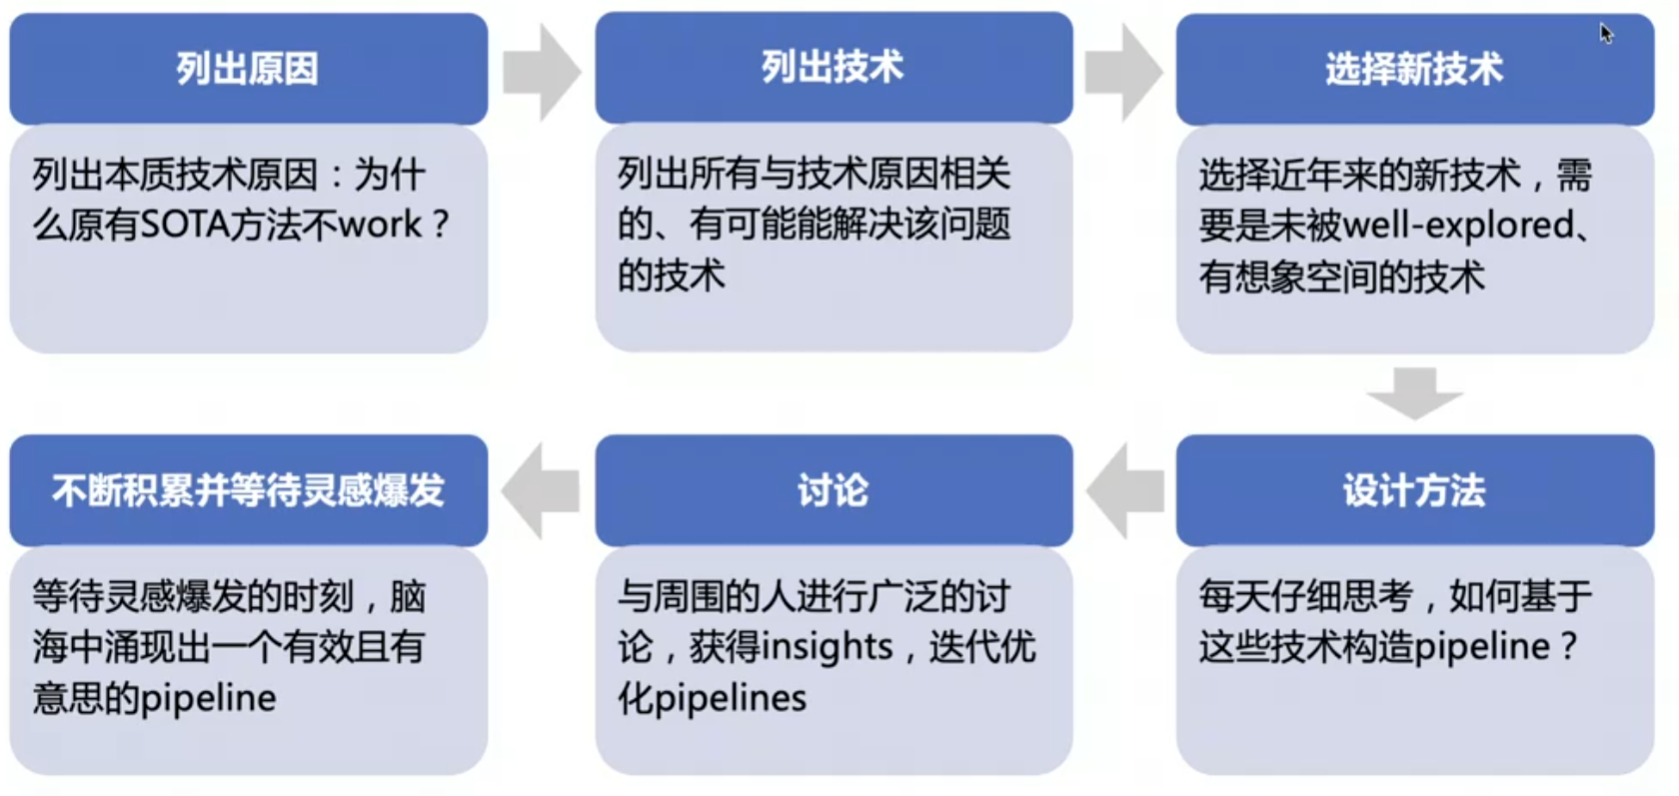 列出原因
列出本质技术原因：为什
么原有SOTA方法不work？
列出技术
列出所有与技术原因相关
的、有可能能解决该问题
的技术
选择新技术
选择近年来的新技术，需
要是未被well-explored、
有想象空间的技术
设计方法
每天仔细思考，如何基于
这些技术构造pipeline？
讨论
与周围的人进行广泛的讨
论，获得insights，迭代优
化pipelines
不断积累并等待灵感爆发
等待灵感爆发的时刻，脑
海中涌现出一个有效且有
意思的pipeline